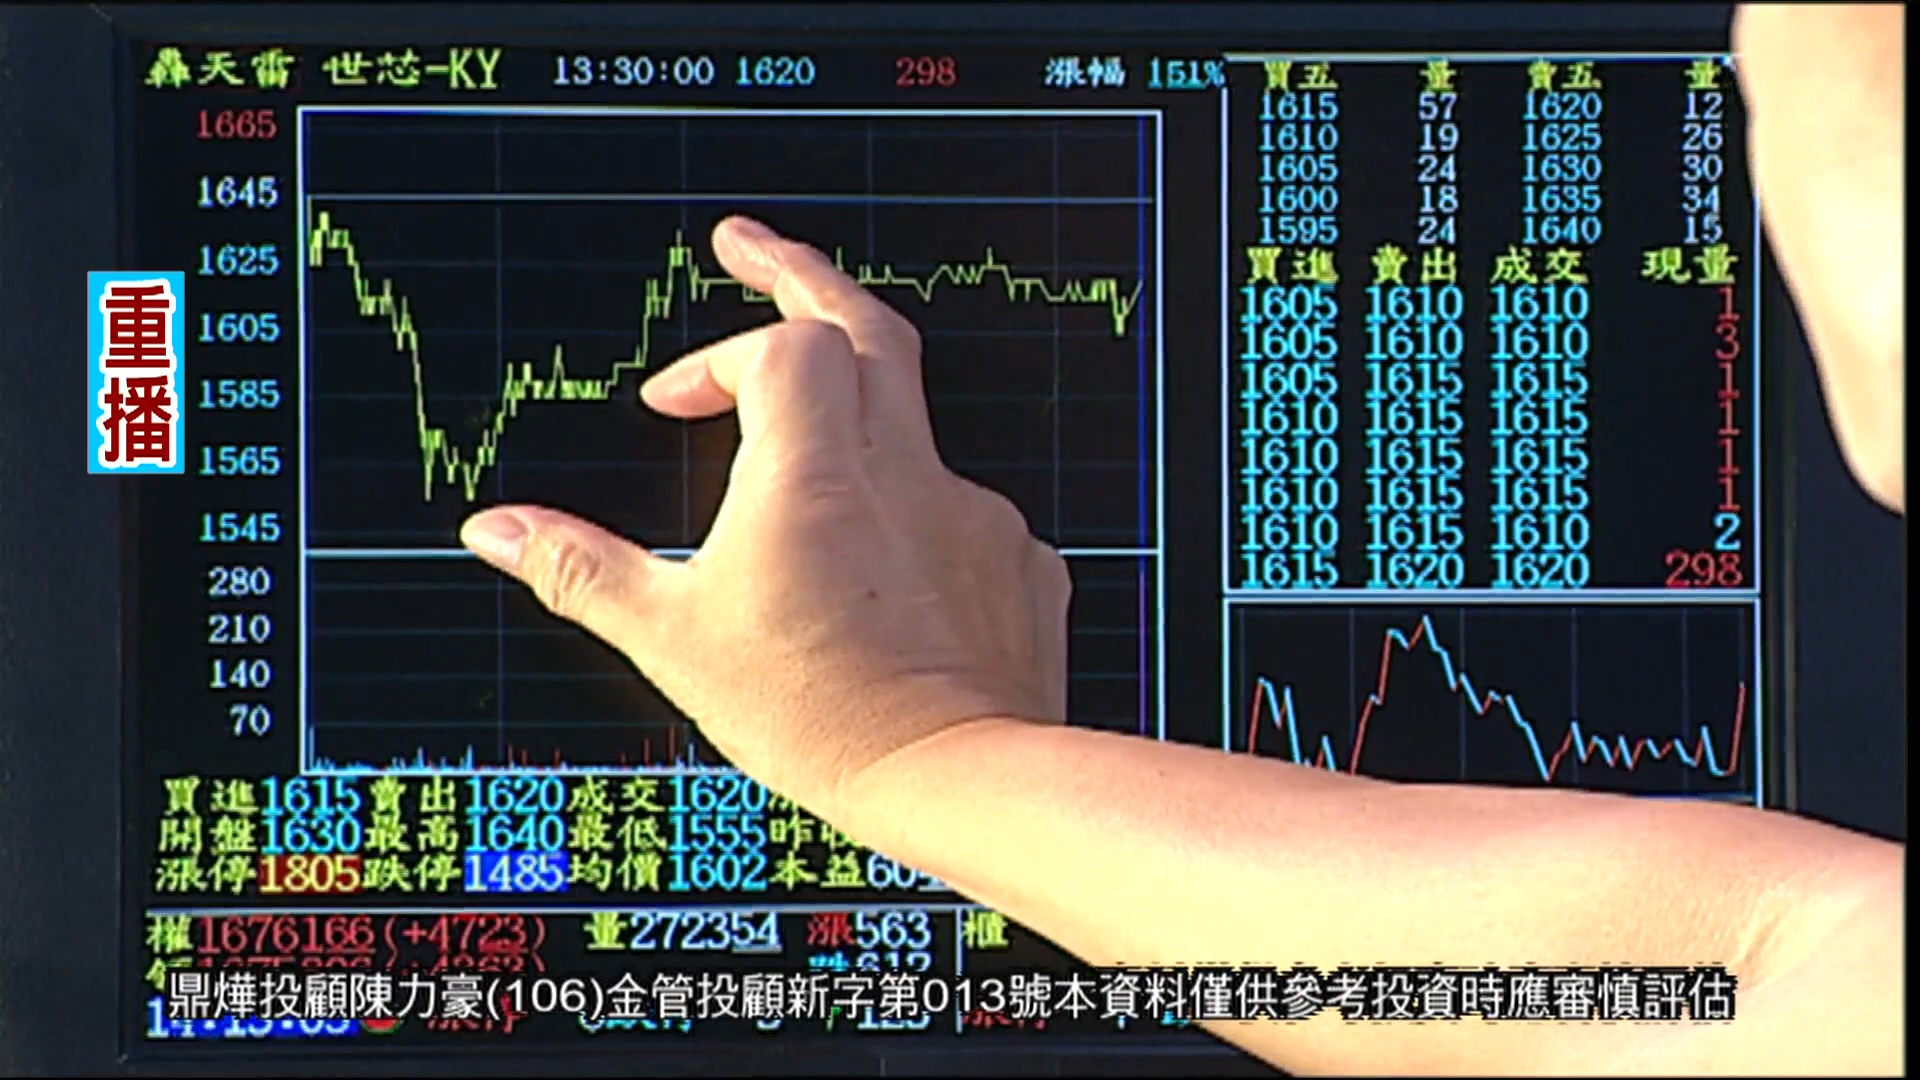 轟天雷 世芯-KY 13:30:00 1620 298 漲幅 151%
1665
1645
1625
1605
1585
1565
1545
280
210
140
70
重播
買五 量 賣五 量
1615 57 1620 12
1610 19 1625 26
1605 24 1630 30
1600 18 1635 34
1595 24 1640 15
買進 賣出 成交 現量
1605 1610 1610 1
1605 1610 1610 3
1605 1615 1615 1
1610 1615 1615 1
1610 1615 1615 1
1610 1615 1615 1
1610 1615 1610 2
1615 1620 1620 298
買進1615賣出1620成交1620
開盤1630最高1640最低1555昨收
漲停1805跌停1485均價1602本益
權1676166(+4723) 量272354 漲563 櫃
鼎燁投顧陳力豪(106)金管投顧新字第013號本資料僅供參考投資時應審慎評估